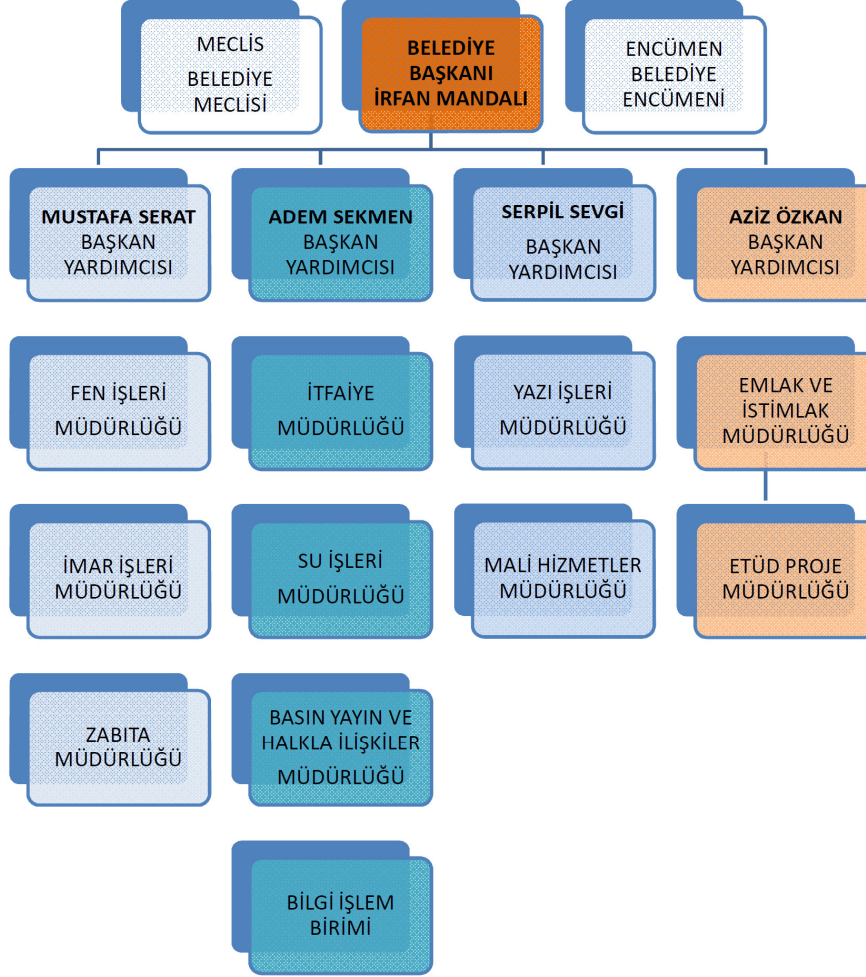 MECLİS
BELEDİYE
MECLİSİ
BELEDİYE
BAŞKANI
İRFAN MANDALI
ENCÜMEN
BELEDİYE
ENCÜMENİ
MUSTAFA SERAT
BAŞKAN
YARDIMCISI
ADEM SEKMEN
BAŞKAN
YARDIMCISI
SERPİL SEVGİ
BAŞKAN
YARDIMCISI
AZİZ ÖZKAN
BAŞKAN
YARDIMCISI
FEN İŞLERİ
MÜDÜRLÜĞÜ
İTFAİYE
MÜDÜRLÜĞÜ
YAZI İŞLERİ
MÜDÜRLÜĞÜ
EMLAK VE
İSTİMLAK
MÜDÜRLÜĞÜ
İMAR İŞLERİ
MÜDÜRLÜĞÜ
SU İŞLERİ
MÜDÜRLÜĞÜ
MALİ HİZMETLER
MÜDÜRLÜĞÜ
ETÜD PROJE
MÜDÜRLÜĞÜ
ZABITA
MÜDÜRLÜĞÜ
BASIN YAYIN VE
HALKLA İLİŞKİLER
MÜDÜRLÜĞÜ
BİLGİ İŞLEM
BİRİMİ